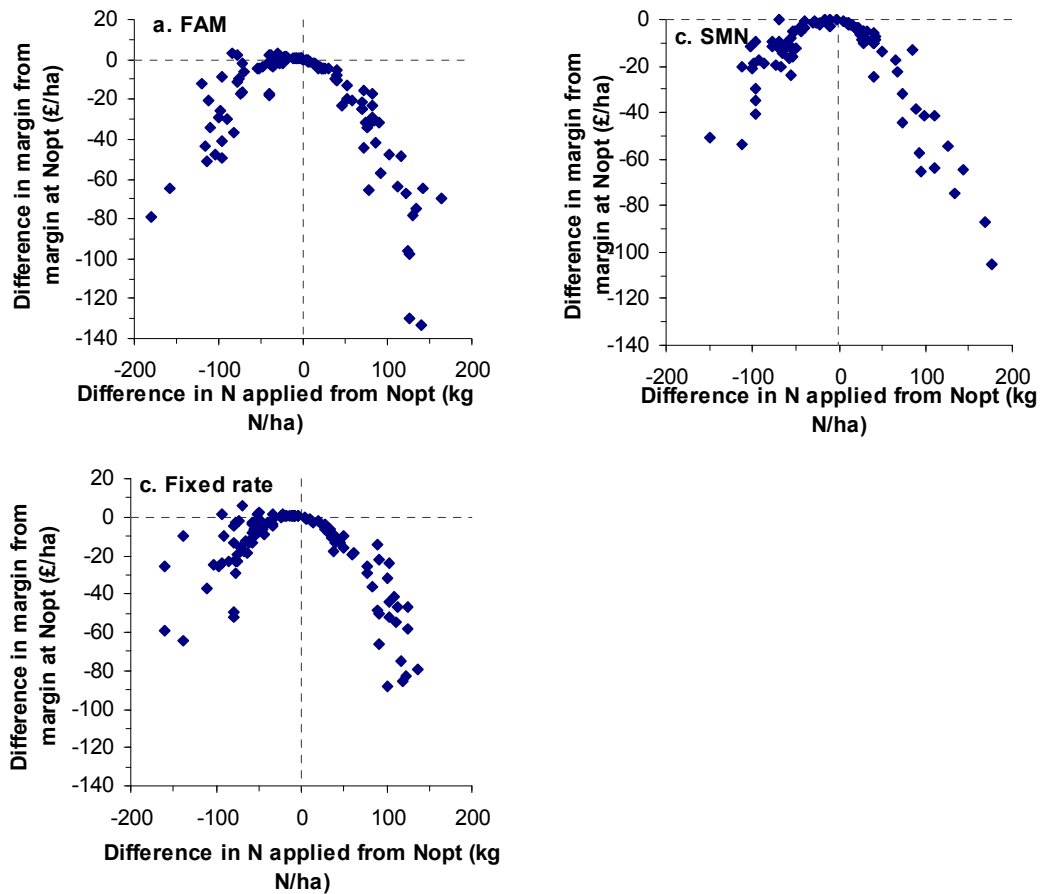 a. FAM
20
0
-20
-40
-60
-80
-100
-120
-140
-200 -100 0 100 200
Difference in margin from
margin at Nopt (£/ha)
Difference in N applied from Nopt (kg
N/ha)
c. SMN
0
-20
-40
-60
-80
-100
-120
-140
-200 -100 0 100 200
Difference in margin from
margin at Nopt (£/ha)
Difference in N applied from Nopt (kg
N/ha)
c. Fixed rate
20
0
-20
-40
-60
-80
-100
-120
-140
-200 -100 0 100 200
Difference in margin from
margin at Nopt (£/ha)
Difference in N applied from Nopt (kg
N/ha)